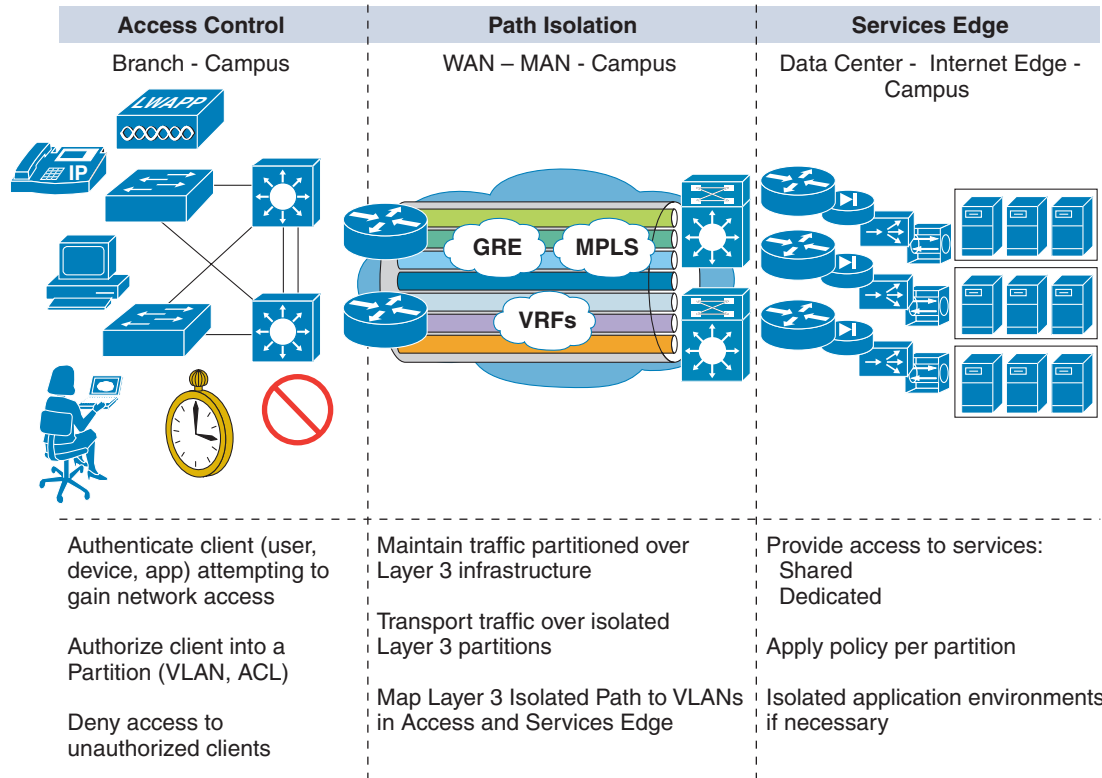 Access Control
Path Isolation
Services Edge
Branch - Campus
WAN – MAN - Campus
Data Center - Internet Edge -
Campus
LWAPP
IP
GRE
MPLS
VRFs
Authenticate client (user,
device, app) attempting to
gain network access
Authorize client into a
Partition (VLAN, ACL)
Deny access to
unauthorized clients
Maintain traffic partitioned over
Layer 3 infrastructure
Transport traffic over isolated
Layer 3 partitions
Map Layer 3 Isolated Path to VLANs
in Access and Services Edge
Provide access to services:
Shared
Dedicated
Apply policy per partition
Isolated application environments
if necessary